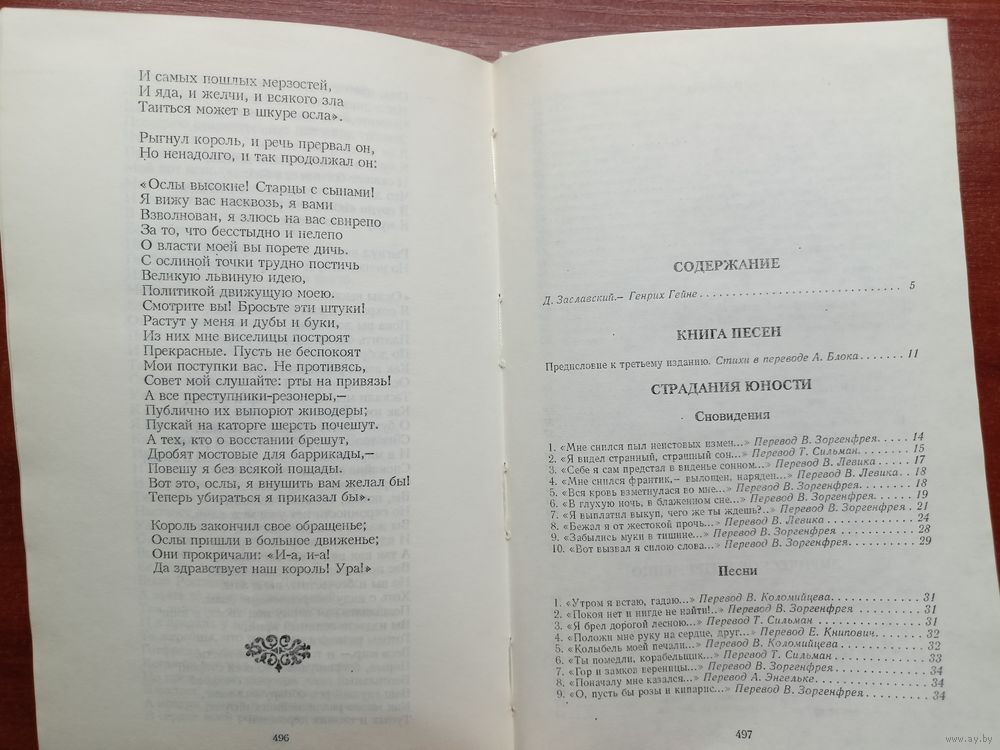 И самых пошлых мерзостей,
И яда, и желчи, и всякого зла
Таиться может в шкуре осла».
Рыгнул король, и речь прервал он,
Но ненадолго, и так продолжал он:
«Ослы высокие! Старцы с сынами!
Я вижу вас насквозь, я вами
Взволнован, я злюсь на вас свирепо
За то, что бесстыдно и нелепо
О власти моей вы порете дичь.
С ослиной точки трудно постичь
Великую львиную идею,
Политикой движущую моею.
Смотрите вы! Бросьте эти штуки!
Растут у меня и дубы и буки,
Из них мне виселицы построят
Прекрасные. Пусть не беспокоят
Мои поступки вас. Не противясь,
Совет мой слушайте: рты на привязь!
А все преступники-резонеры,—
Публично их выпорют живодеры;
Пускай на каторге шерсть почешут.
А тех, кто о восстании брешут,
Дробят мостовые для баррикады,—
Повешу я без всякой пощады.
Вот это, ослы, я внушить вам желал бы!
Теперь убираться я приказал бы».
Король закончил свое обращенье;
Ослы пришли в большое движенье;
Они прокричали: «И-а, и-а!
Да здравствует наш король! Ура!»
496
СОДЕРЖАНИЕ
Д. Заславский.— Генрих Гейне . . . . . . . . . . . . . . . . . . . . . 5
КНИГА ПЕСЕН
Предисловие к третьему изданию. Стихи в переводе А. Блока . . . . . . . 11
СТРАДАНИЯ ЮНОСТИ
Сновидения
1. «Мне снился пыл неистовых измен...» Перевод В. Зоргенфрея. . . . . 14
2. «Я видел странный, страшный сон...» Перевод Т. Сильман. . . . . 15
3. «Себе я сам предстал в виденье сонном...» Перевод В. Левика . . . . 17
4. «Мне снился франтик,— вылощен, наряден...» Перевод В. Левика. . . 18
5. «Вся кровь взметнулась во мне...» Перевод В. Зоргенфрея . . . . . 18
6. «В глухую ночь, в блаженном сне...» Перевод В. Зоргенфрея . . . . 19
7. «Я выплатил выкуп, чего же ты ждешь?..» Перевод В. Зоргенфрея . 21
8. «Бежал я от жестокой прочь...» Перевод В. Левика . . . . . . . 24
9. «Забылись муки в тишине...» Перевод В. Зоргенфрея . . . . . . 28
10. «Вот вызвал я силою слова...» Перевод В. Зоргенфрея. . . . . . 29
Песни
1. «Утром я встаю, гадаю...» Перевод В. Коломийцева. . . . . . . . . . 31
2. «Покоя нет и нигде не найти!..» Перевод В. Зоргенфрея . . . . . . 31
3. «Я брел дорогой лесною...» Перевод Т. Сильман . . . . . . . . . . 31
4. «Положи мне руку на сердце, друг...» Перевод Е. Книпович. . . . . 32
5. «Колыбель моей печали...» Перевод В. Коломийцева . . . . . . . . 32
6. «Ты помедли, корабельщик...» Перевод Т. Сильман . . . . . . . . . 33
7. «Гор и замков вереницы...» Перевод В. Зоргенфрея. . . . . . . . . 34
8. «Поначалу мне казался...» Перевод А. Энгельке. . . . . . . . . . 34
9. «О, пусть бы розы и кипарис...» Перевод В. Зоргенфрея . . . . . . 34
497
www.ay.by